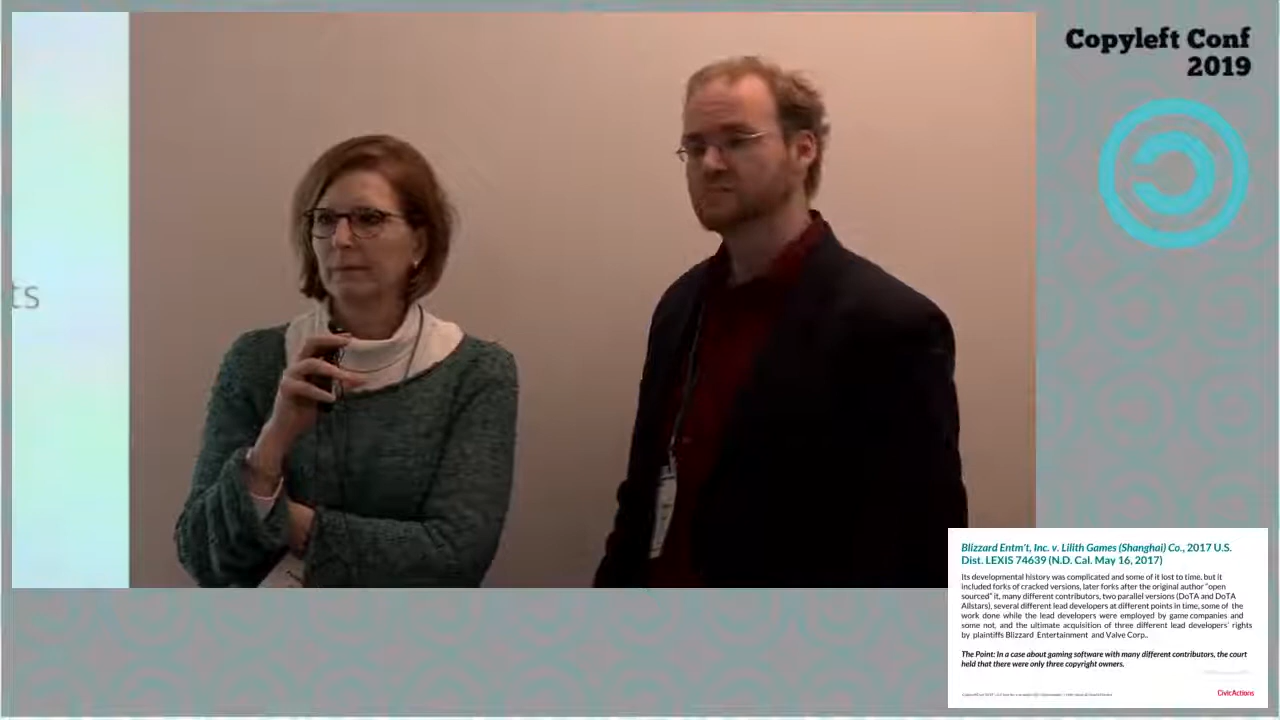 Copyleft Conf
2019
ts
Blizzard Entm't, Inc. v. Lilith Games (Shanghai) Co., 2017 U.S.
Dist. LEXIS 74639 (N.D. Cal. May 16, 2017)
Its developmental history was complicated and some of it lost to time, but it
included forks of cracked versions, later forks after the original author "open
sourced" it, many different contributors, two parallel versions (DoTA and DoTA
Allstars), several different lead developers at different points in time, some of the
work done while the lead developers were employed by game companies and
some not, and the ultimate acquisition of three different lead developers' rights
by plaintiffs Blizzard Entertainment and Valve Corp..
The Point: In a case about gaming software with many different contributors, the court
held that there were only three copyright owners.
CivicActions